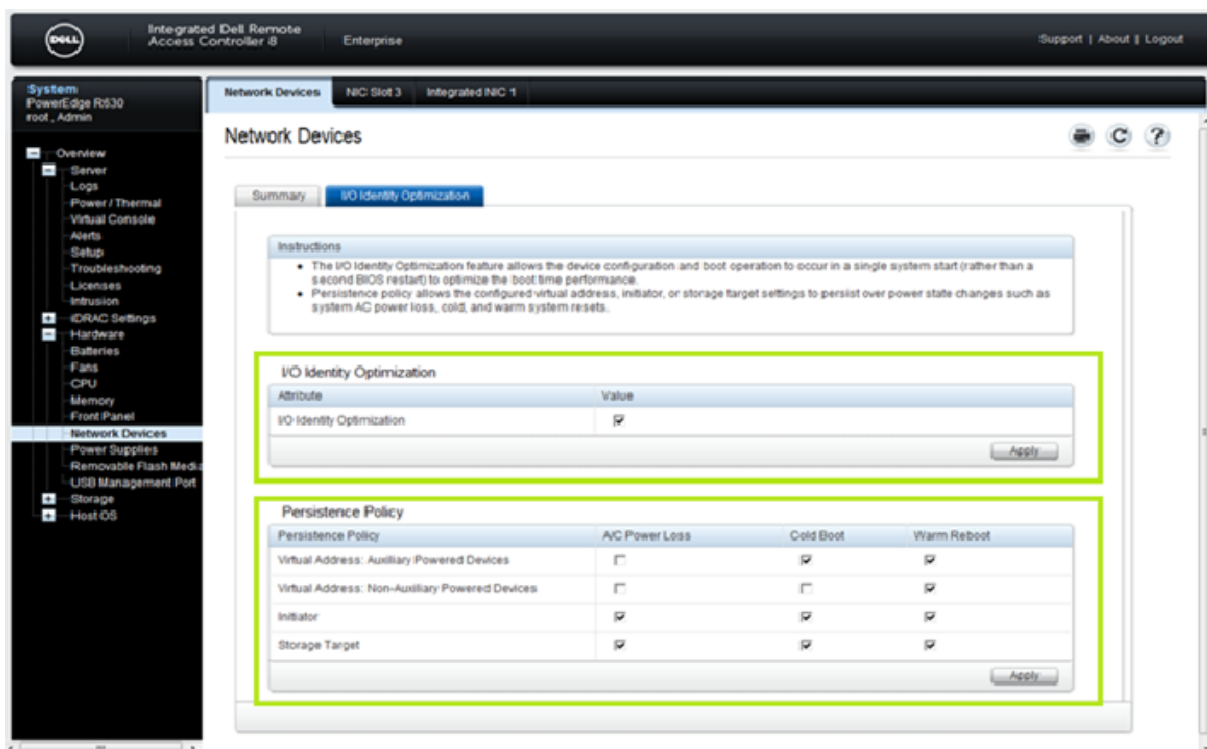 DELL
Integrated Dell Remote
Access Controller 8
Enterprise
Support | About | Logout
System
PowerEdge R630
root , Admin
Overview
Server
Logs
Power / Thermal
Virtual Console
Alerts
Setup
Troubleshooting
Licenses
Intrusion
iDRAC Settings
Hardware
Batteries
Fans
CPU
Memory
Front Panel
Network Devices
Power Supplies
Removable Flash Media
USB Management Port
Storage
Host OS
Network Devices NIC Slot 3 Integrated NIC 1
Network Devices
Summary I/O Identity Optimization
Instructions
• The I/O Identity Optimization feature allows the device configuration and boot operation to occur in a single system start (rather than a
second BIOS restart) to optimize the boot time performance.
• Persistence policy allows the configured virtual address, initiator, or storage target settings to persist over power state changes such as
system AC power loss, cold, and warm system resets.
I/O Identity Optimization
Attribute Value
I/O Identity Optimization
Apply
Persistence Policy
Persistence Policy A/C Power Loss Cold Boot Warm Reboot
Virtual Address: Auxiliary Powered Devices
Virtual Address: Non-Auxiliary Powered Devices
Initiator
Storage Target
Apply